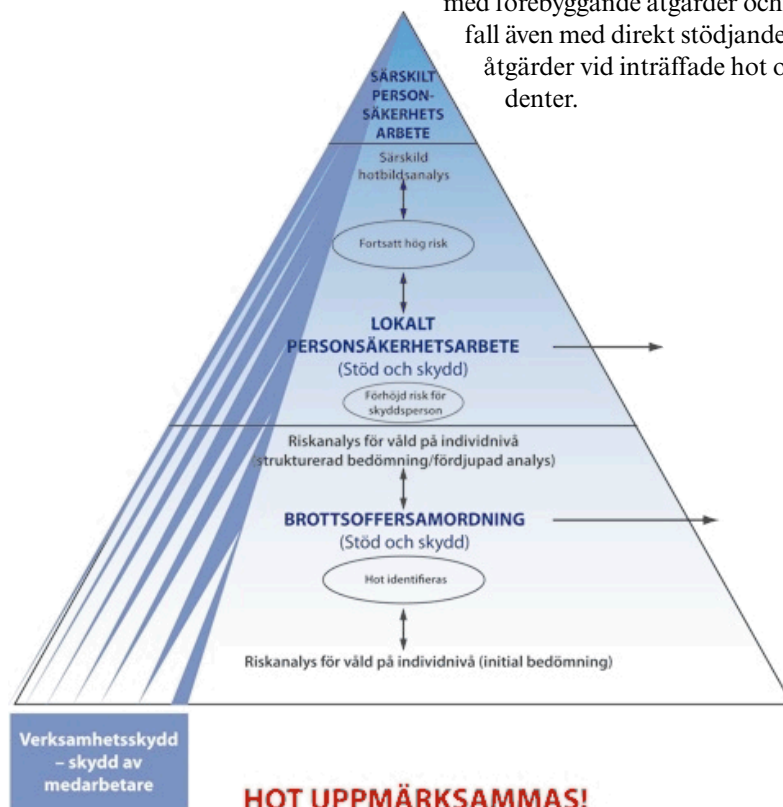 med förebyggande åtgärder och
fall även med direkt stödjande
åtgärder vid inträffade hot o
denter.
SÄRSKILT
PERSON-
SÄKERHETS
ARBETE
Särskild
hotbildsanalys
Fortsatt hög risk
LOKALT
PERSONSÄKERHETSARBETE
(Stöd och skydd)
Förhöjd risk för
skyddsperson
Riskanalys för våld på individnivå
(strukturerad bedömning/fördjupad analys)
BROTTSOFFERSAMORDNING
(Stöd och skydd)
Hot identifieras
Riskanalys för våld på individnivå (initial bedömning)
Verksamhetsskydd
– skydd av
medarbetare
HOT UPPMÄRKSAMMAS!